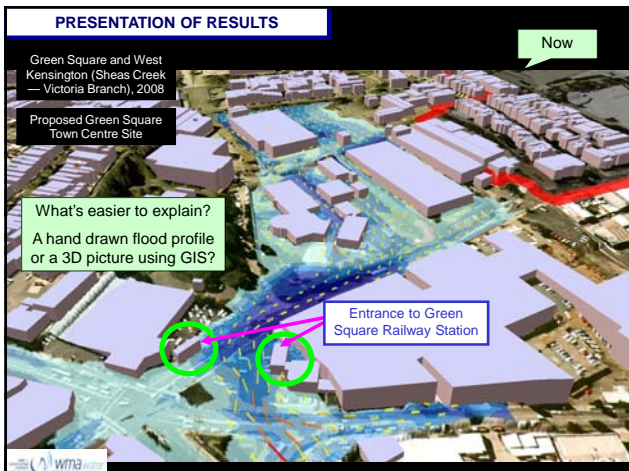 PRESENTATION OF RESULTS
Now
Green Square and West
Kensington (Sheas Creek
— Victoria Branch), 2008
Proposed Green Square
Town Centre Site
What's easier to explain?
A hand drawn flood profile
or a 3D picture using GIS?
Entrance to Green
Square Railway Station
wma